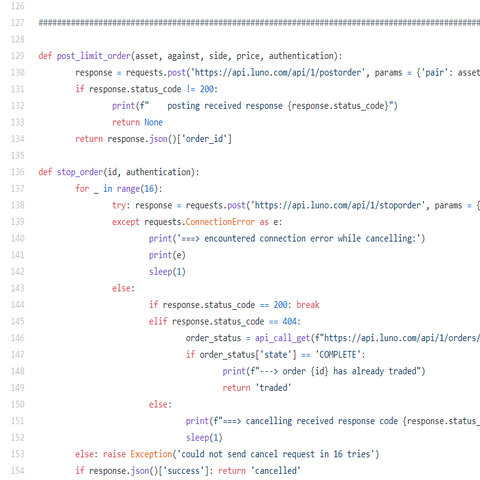 126
127 ################################################################################
128
129 def post_limit_order(asset, against, side, price, authentication):
130 response = requests.post('https://api.luno.com/api/1/postorder', params = {'pair': asset
131 if response.status_code != 200:
132 print(f"    posting received response {response.status_code}")
133 return None
134 return response.json()['order_id']
135
136 def stop_order(id, authentication):
137 for _ in range(16):
138 try: response = requests.post('https://api.luno.com/api/1/stoporder', params = {
139 except requests.ConnectionError as e:
140 print('===> encountered connection error while cancelling:')
141 print(e)
142 sleep(1)
143 else:
144 if response.status_code == 200: break
145 elif response.status_code == 404:
146 order_status = api_call_get(f"https://api.luno.com/api/1/orders/
147 if order_status['state'] == 'COMPLETE':
148 print(f"---> order {id} has already traded")
149 return 'traded'
150 else:
151 print(f"===> cancelling received response code {response.status_
152 sleep(1)
153 else: raise Exception('could not send cancel request in 16 tries')
154 if response.json()['success']: return 'cancelled'